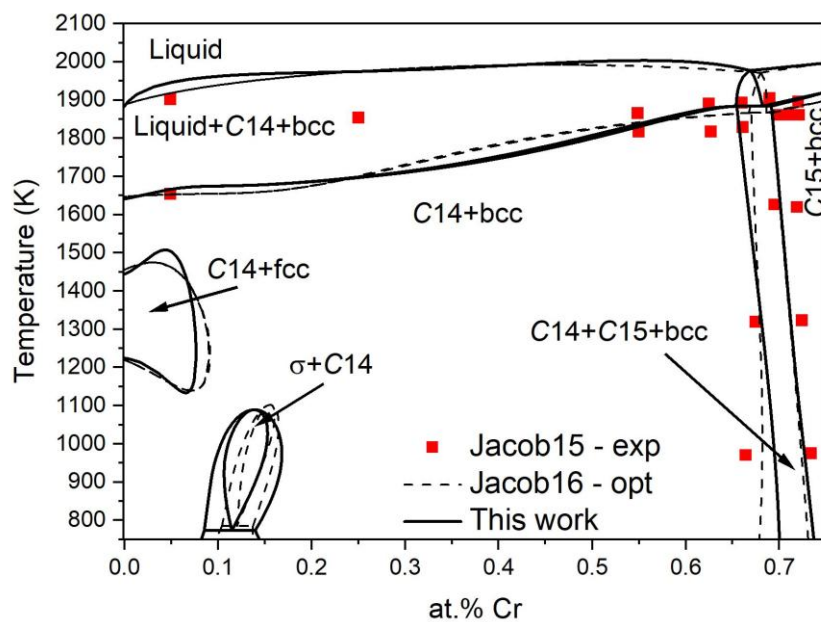 2100
2000
1900
1800
1700
1600
1500
1400
1300
1200
1100
1000
900
800
Temperature (K)
Liquid
Liquid+C14+bcc
C14+bcc
C15+bcc
C14+fcc
C14+C15+bcc
σ+C14
Jacob15 - exp
Jacob16 - opt
This work
0.0 0.1 0.2 0.3 0.4 0.5 0.6 0.7
at.% Cr